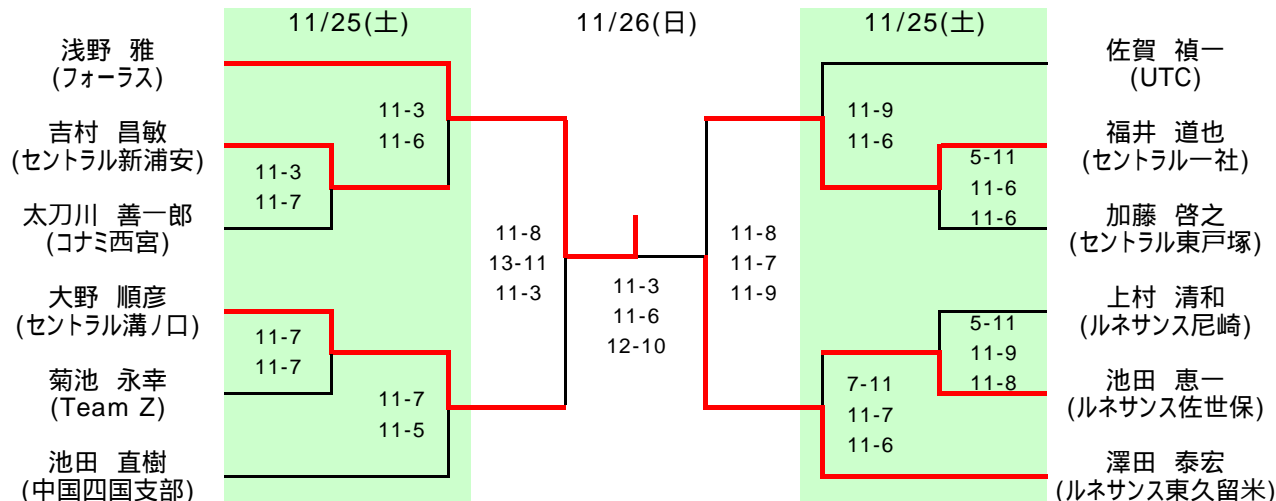 11/25(土)
11/26(日)
11/25(土)
浅野 雅
(フォーラス)
吉村 昌敏
(セントラル新浦安)
太刀川 善一郎
(コナミ西宮)
大野 順彦
(セントラル溝ノ口)
菊池 永幸
(Team Z)
池田 直樹
(中国四国支部)
11-3
11-6
11-3
11-7
11-7
11-7
11-7
11-5
11-8
13-11
11-3
11-3
11-6
12-10
11-8
11-7
11-9
11-9
11-6
5-11
11-6
11-6
5-11
11-9
11-8
7-11
11-7
11-6
佐賀 禎一
(UTC)
福井 道也
(セントラル一社)
加藤 啓之
(セントラル東戸塚)
上村 清和
(ルネサンス尼崎)
池田 恵一
(ルネサンス佐世保)
澤田 泰宏
(ルネサンス東久留米)